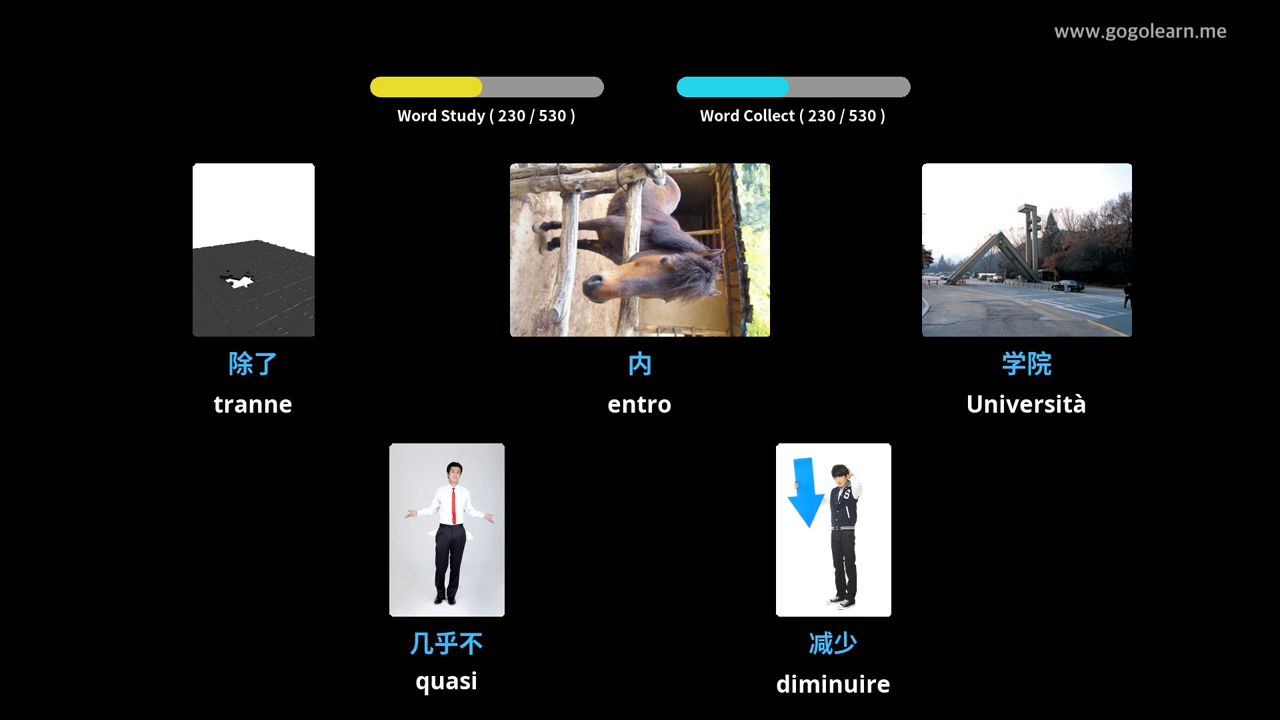 www.gogolearn.me
Word Study ( 230 / 530 )
Word Collect ( 230 / 530 )
除了
内
学院
tranne
entro
Università
几乎不
减少
quasi
diminuire